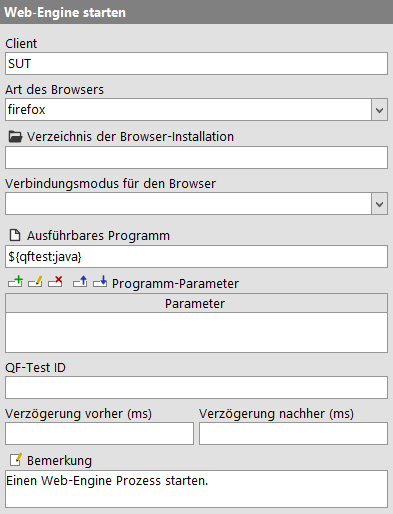 Web-Engine starten
Client
SUT
Art des Browsers
firefox
Verzeichnis der Browser-Installation
Verbindungsmodus für den Browser
Ausführbares Programm
${qftest:java}
Programm-Parameter
Parameter
QF-Test ID
Verzögerung vorher (ms) Verzögerung nachher (ms)
Bemerkung
Einen Web-Engine Prozess starten.